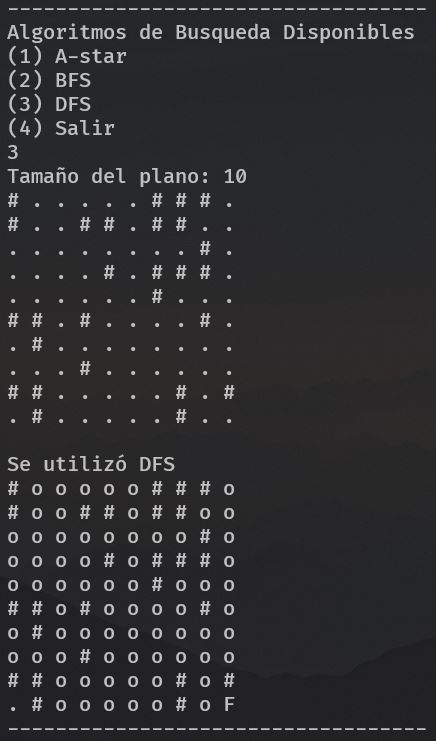 -----------------------------------
Algoritmos de Busqueda Disponibles
(1) A-star
(2) BFS
(3) DFS
(4) Salir
3
Tamaño del plano: 10
# . . . . . # # # .
# . . # # . # # . .
. . . . . . . . # .
. . . . # . # # # .
. . . . . . # . . .
# # . # . . . . # .
. # . . . . . . . .
. . . # . . . . . .
# # . . . . . # . #
. # . . . . . # . .

Se utilizó DFS
# o o o o o # # # o
# o o # # o # # o o
o o o o o o o o # o
o o o o # o # # # o
o o o o o o # o o o
# # o # o o o o # o
o # o o o o o o o o
o o o # o o o o o o
# # o o o o o # o #
. # o o o o o # o F
-----------------------------------